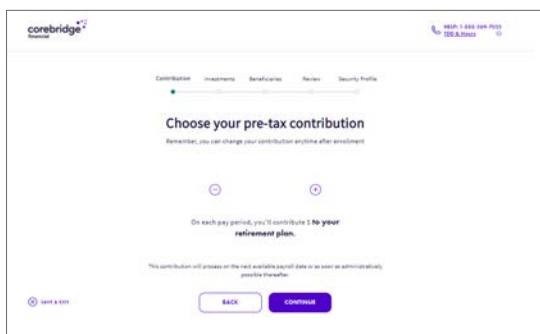 corebridge
financial
HELP: 1-888-569-7055
TDD & Hours
Contribution Investments Beneficiaries Review Security Profile
Choose your pre-tax contribution
Remember, you can change your contribution anytime after enrollment
On each pay period, you'll contribute $ to your
retirement plan.
This contribution will process on the next available payroll date or as soon as administratively
possible thereafter.
SAVE & EXIT
BACK
CONTINUE